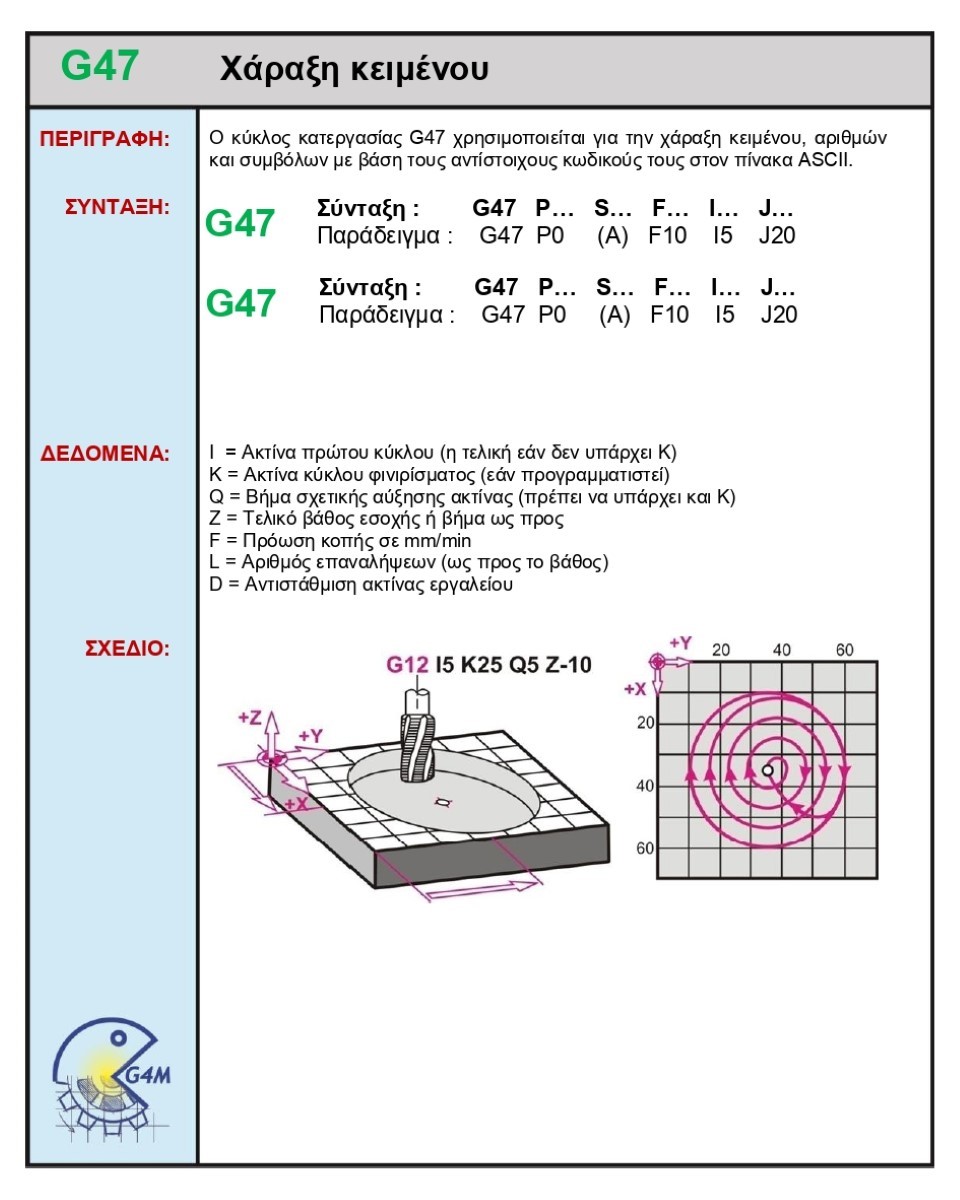 G47 Χάραξη κειμένου
ΠΕΡΙΓΡΑΦΗ: Ο κύκλος κατεργασίας G47 χρησιμοποιείται για την χάραξη κειμένου, αριθμών
και συμβόλων με βάση τους αντίστοιχους κωδικούς τους στον πίνακα ASCII.
ΣΥΝΤΑΞΗ: G47 Σύνταξη : G47 P… S… F… I… J…
Παράδειγμα : G47 P0 (A) F10 I5 J20
G47 Σύνταξη : G47 P… S… F… I… J…
Παράδειγμα : G47 P0 (A) F10 I5 J20
ΔΕΔΟΜΕΝΑ: I = Ακτίνα πρώτου κύκλου (η τελική εάν δεν υπάρχει Κ)
K = Ακτίνα κύκλου φινιρίσματος (εάν προγραμματιστεί)
Q = Βήμα σχετικής αύξησης ακτίνας (πρέπει να υπάρχει και Κ)
Z = Τελικό βάθος εσοχής ή βήμα ως προς
F = Πρόωση κοπής σε mm/min
L = Αριθμός επαναλήψεων (ως προς το βάθος)
D = Αντιστάθμιση ακτίνας εργαλείου
ΣΧΕΔΙΟ:
G12 I5 K25 Q5 Z-10
+Z
+Y
+X
+Y 20 40 60
+X
20
40
60
G4M